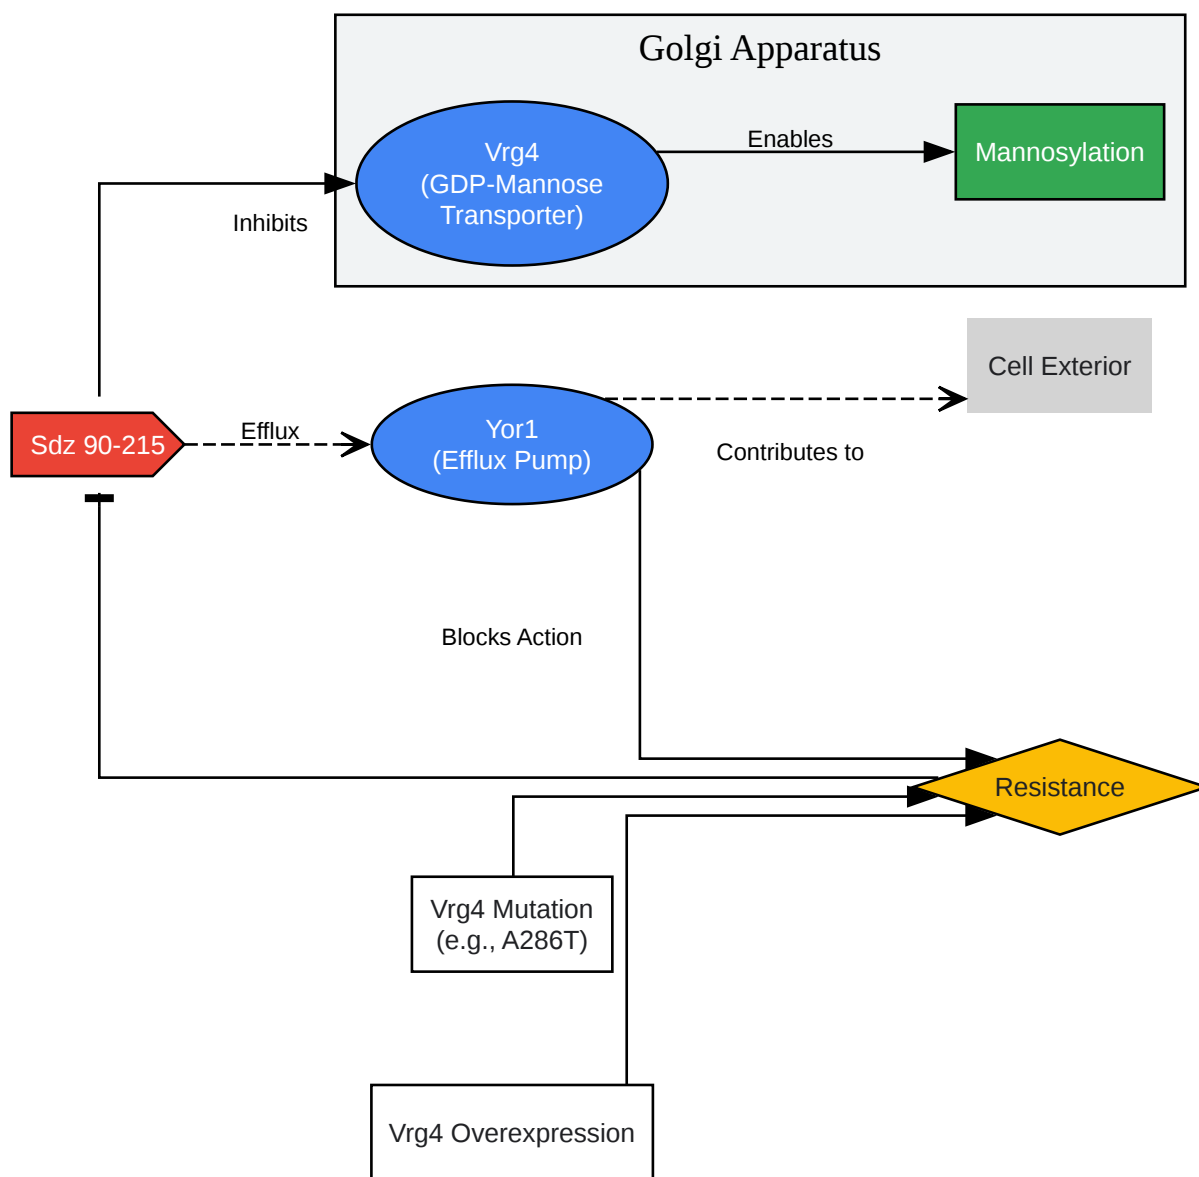 Golgi Apparatus
Vrg4
(GDP-Mannose
Transporter)
Enables
Mannosylation
Inhibits
Cell Exterior
Sdz 90-215
Efflux
Yor1
(Efflux Pump)
Contributes to
Blocks Action
Resistance
Vrg4 Mutation
(e.g., A286T)
Vrg4 Overexpression